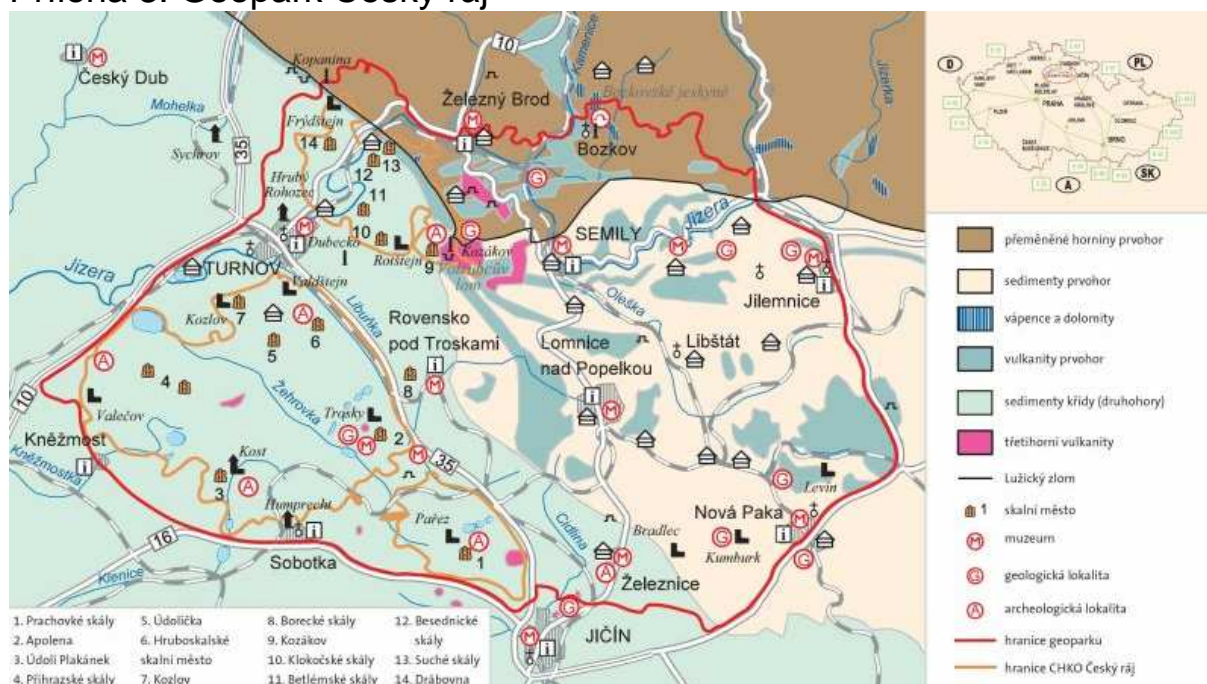 Příloha 3: Geopark Český ráj
10
Kamenice
Jizerka
Český Dub
Kopanina
Mohelka
Železný Brod
Bozkovské jeskyně
Frýdštejn
14
Sychrov
35
13
Bozkov
12
Hrubý
Rohozec
11
10
Dubecko
Rotštejn
9
Kozákov
Votrubcův
lom
SEMILY
Jizera
Jizera
TURNOV
Valdštejn
Kozlov
7
6
5
Libuňka
Rovensko
pod Troskami
Oleška
Jilemnice
Lomnice
nad Popelkou
Libštát
4
8
Žehrovka
Trosky
2
10
Valečov
Kněžmost
Kněžmostka
Kost
3
35
Humprecht
Pařez
1
Cidlina
Levín
Nová Paka
Bradlec
Kumburk
16
Klenice
Sobotka
Železnice
JIČÍN
1. Prachovké skály
2. Apolena
3. Údolí Plakánek
4. Příhrazské skály
5. Údolíčka
6. Hruboskalské
skalní město
7. Kozlov
8. Borecké skály
9. Kozákov
10. Klokočské skály
11. Betlémské skály
12. Besednické
skály
13. Suché skály
14. Drábovna
D
PL
A
SK
PRAHA
BRNO
přeměněné horniny prvohor
sedimenty prvohor
vápence a dolomity
vulkanity prvohor
sedimenty křídy (druhohory)
třetihorní vulkanity
Lužický zlom
1 skalní město
M muzeum
G geologická lokalita
A archeologická lokalita
hranice geoparku
hranice CHKO Český ráj